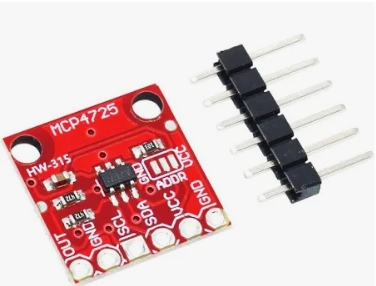 MCP4725
HW-315
GND
VCC
ADDR
OUT
GND
SCL
SDA
VCC
GND